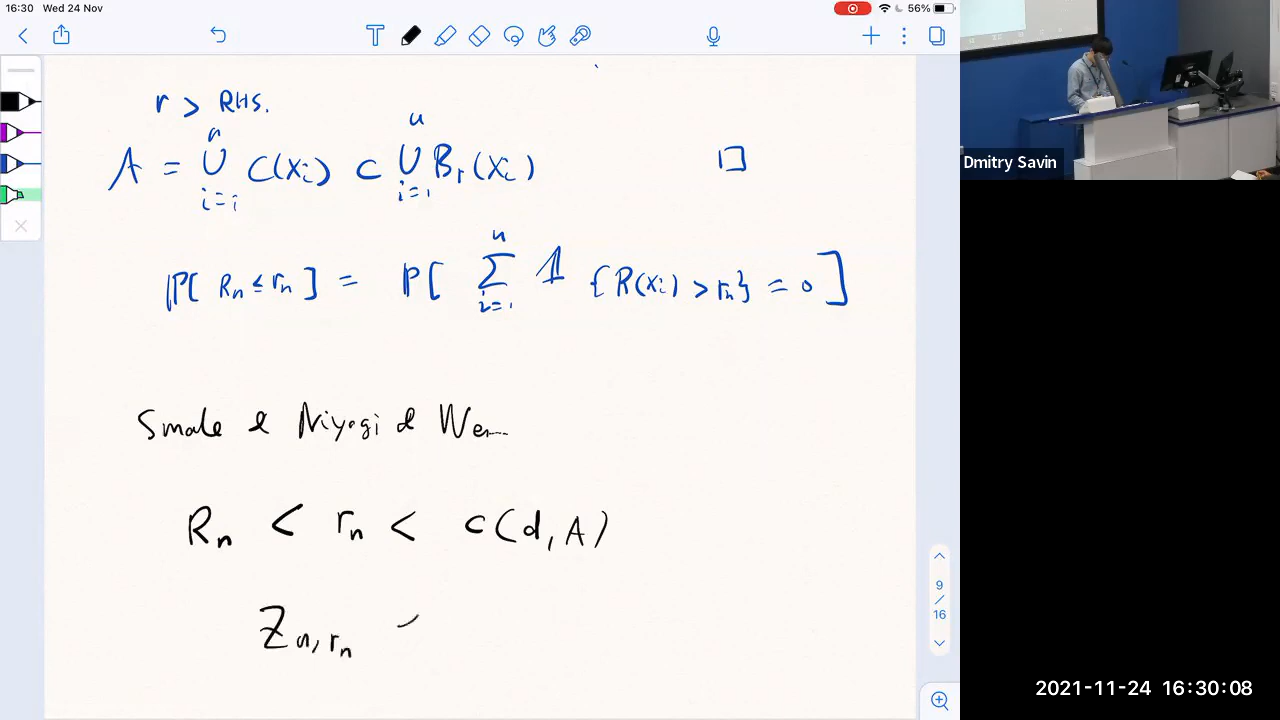 16:30 Wed 24 Nov
56%
r > RHS.
A = ⋃_{i=1}^{n} C(X_i) ⊂ ⋃_{i=1}^{n} B_r(X_i) □
P[R_n ≤ r_n] = P[ ∑_{i=1}^{n} 𝟙{R(X_i) > r_n} = 0 ]
Smale & Niyogi & We
R_n < r_n < c(d, A)
Z_{n,r_n}
9
/
16
Dmitry Savin
2021-11-24 16:30:08